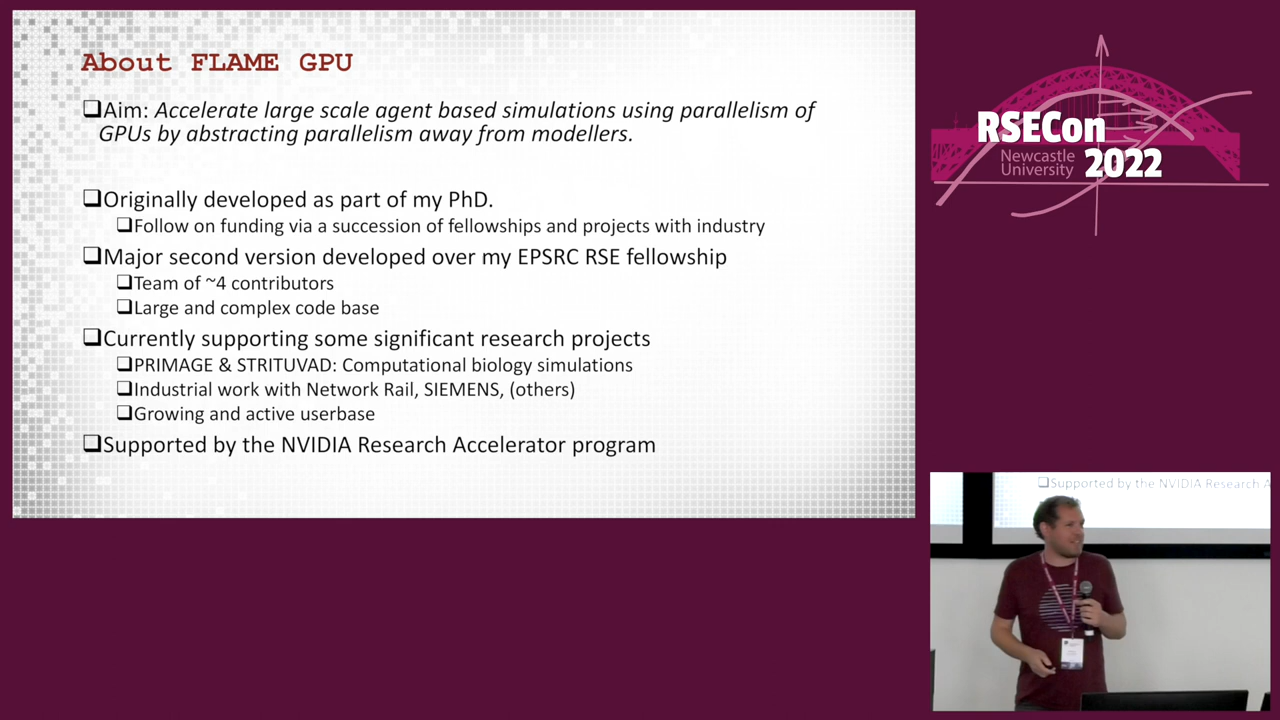 About FLAME GPU
❑Aim: Accelerate large scale agent based simulations using parallelism of
GPUs by abstracting parallelism away from modellers.
❑Originally developed as part of my PhD.
❑Follow on funding via a succession of fellowships and projects with industry
❑Major second version developed over my EPSRC RSE fellowship
❑Team of ~4 contributors
❑Large and complex code base
❑Currently supporting some significant research projects
❑PRIMAGE & STRITUVAD: Computational biology simulations
❑Industrial work with Network Rail, SIEMENS, (others)
❑Growing and active userbase
❑Supported by the NVIDIA Research Accelerator program
RSECon
Newcastle
University 2022
❑Supported by the NVIDIA Research A